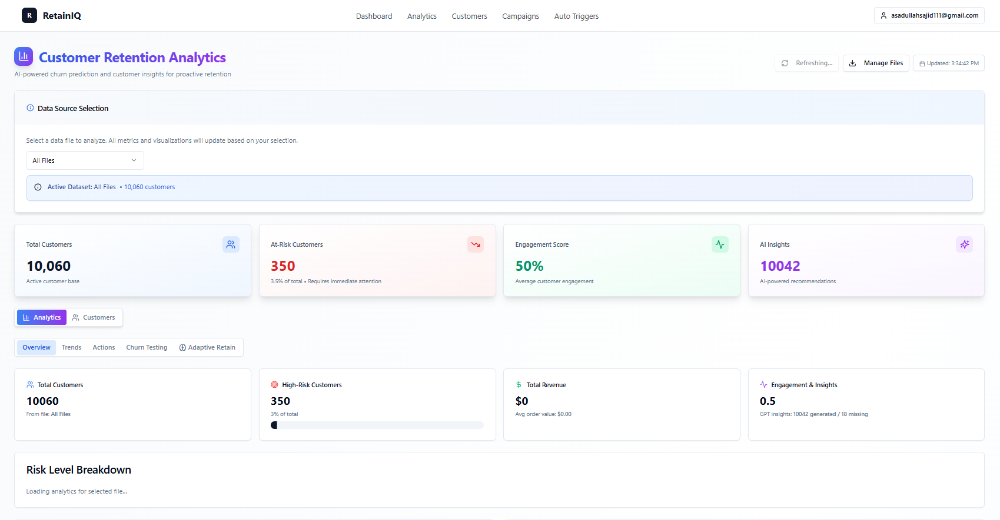 R RetainIQ
Dashboard Analytics Customers Campaigns Auto Triggers
asadullahsajid111@gmail.com
Customer Retention Analytics
AI-powered churn prediction and customer insights for proactive retention
Refreshing...
Manage Files
Updated: 3:34:42 PM
Data Source Selection
Select a data file to analyze. All metrics and visualizations will update based on your selection.
All Files
Active Dataset: All Files • 10,060 customers
Total Customers
10,060
Active customer base
At-Risk Customers
350
3.5% of total • Requires immediate attention
Engagement Score
50%
Average customer engagement
AI Insights
10042
AI-powered recommendations
Analytics Customers
Overview Trends Actions Churn Testing Adaptive Retain
Total Customers
10060
From file: All Files
High-Risk Customers
350
3% of total
Total Revenue
$0
Avg order value: $0.00
Engagement & Insights
0.5
GPT insights: 10042 generated / 18 missing
Risk Level Breakdown
Loading analytics for selected file...